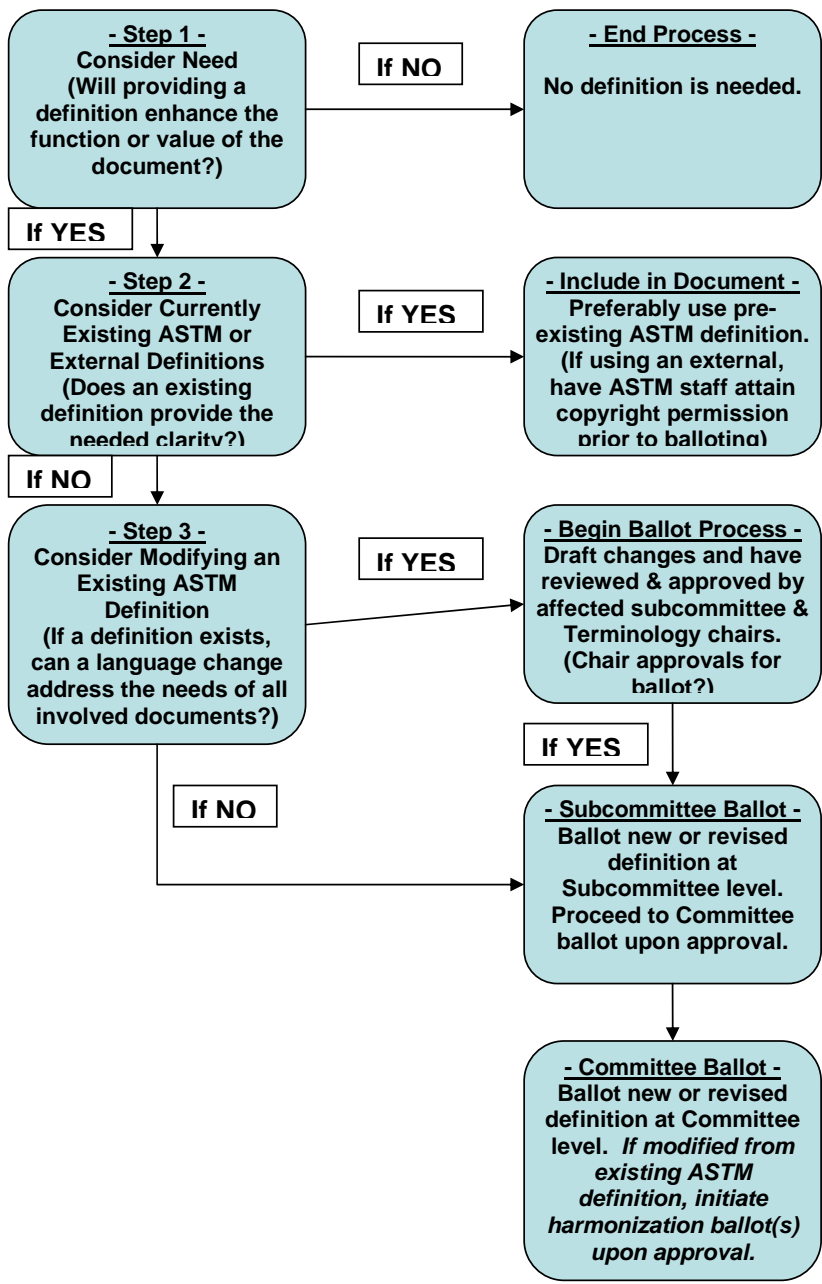 - Step 1 -
Consider Need
(Will providing a
definition enhance the
function or value of the
document?)
If NO
- End Process -
No definition is needed.
If YES
- Step 2 -
Consider Currently
Existing ASTM or
External Definitions
(Does an existing
definition provide the
needed clarity?)
If YES
- Include in Document -
Preferably use pre-
existing ASTM definition.
(If using an external,
have ASTM staff attain
copyright permission
prior to balloting)
If NO
- Step 3 -
Consider Modifying an
Existing ASTM
Definition
(If a definition exists,
can a language change
address the needs of all
involved documents?)
If YES
- Begin Ballot Process -
Draft changes and have
reviewed & approved by
affected subcommittee &
Terminology chairs.
(Chair approvals for
ballot?)
If YES
If NO
- Subcommittee Ballot -
Ballot new or revised
definition at
Subcommittee level.
Proceed to Committee
ballot upon approval.
- Committee Ballot -
Ballot new or revised
definition at Committee
level. If modified from
existing ASTM
definition, initiate
harmonization ballot(s)
upon approval.